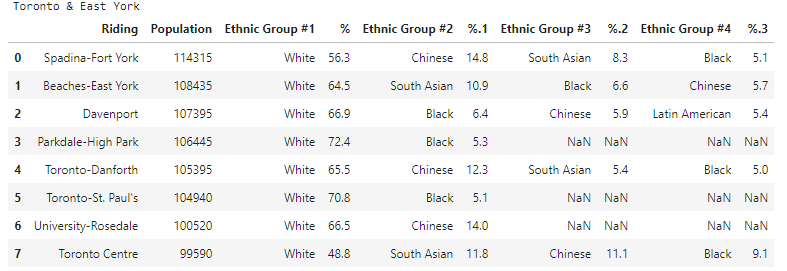 Toronto & East York
Riding Population Ethnic Group #1 % Ethnic Group #2 %.1 Ethnic Group #3 %.2 Ethnic Group #4 %.3
0 Spadina-Fort York 114315 White 56.3 Chinese 14.8 South Asian 8.3 Black 5.1
1 Beaches-East York 108435 White 64.5 South Asian 10.9 Black 6.6 Chinese 5.7
2 Davenport 107395 White 66.9 Black 6.4 Chinese 5.9 Latin American 5.4
3 Parkdale-High Park 106445 White 72.4 Black 5.3 NaN NaN NaN NaN
4 Toronto-Danforth 105395 White 65.5 Chinese 12.3 South Asian 5.4 Black 5.0
5 Toronto-St. Paul's 104940 White 70.8 Black 5.1 NaN NaN NaN NaN
6 University-Rosedale 100520 White 66.5 Chinese 14.0 NaN NaN NaN NaN
7 Toronto Centre 99590 White 48.8 South Asian 11.8 Chinese 11.1 Black 9.1